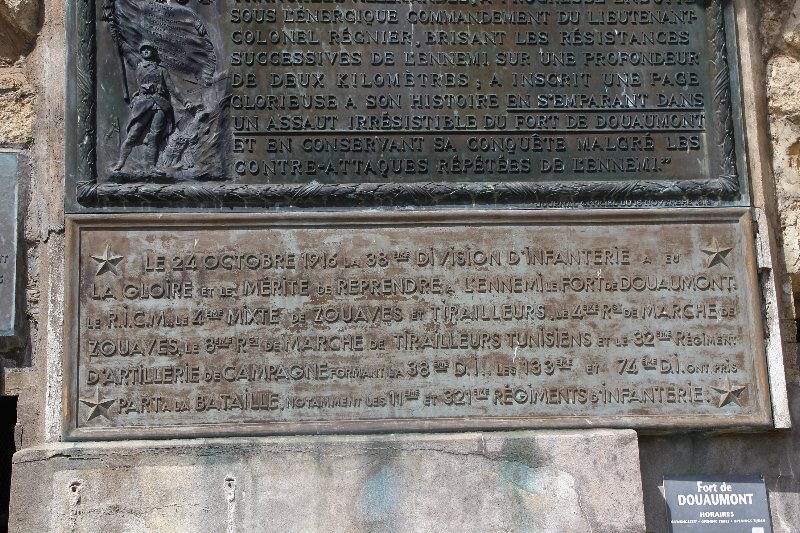 SOUS L'ÉNERGIQUE COMMANDEMENT DU LIEUTENANT-
COLONEL RÉGNIER, BRISANT LES RÉSISTANCES
SUCCESSIVES DE L'ENNEMI SUR UNE PROFONDEUR
DE DEUX KILOMÈTRES; A INSCRIT UNE PAGE
GLORIEUSE A SON HISTOIRE EN S'EMPARANT DANS
UN ASSAUT IRRÉSISTIBLE DU FORT DE DOUAUMONT
ET EN CONSERVANT SA CONQUÊTE MALGRÉ LES
CONTRE-ATTAQUES RÉPÉTÉES DE L'ENNEMI."
LE 24 OCTOBRE 1916 LA 38ÈME DIVISION D'INFANTERIE A EU
LA GLOIRE ET LE MÉRITE DE REPRENDRE A L'ENNEMI LE FORT DE DOUAUMONT.
LE R.I.C.M. LE 4ÈME MIXTE DE ZOUAVES ET TIRAILLEURS, LE 4ÈME RGT DE MARCHE DE
ZOUAVES, LE 8ÈME RGT DE MARCHE DE TIRAILLEURS TUNISIENS ET LE 32ÈME RÉGIMENT
D'ARTILLERIE DE CAMPAGNE FORMANT LA 38ÈME D.I.. LES 133ÈME ET 74ÈME D.I. ONT PRIS
PART A LA BATAILLE, NOTAMMENT LES 11ÈME ET 321ÈME RÉGIMENTS D'INFANTERIE.
Fort de
DOUAUMONT
HORAIRES